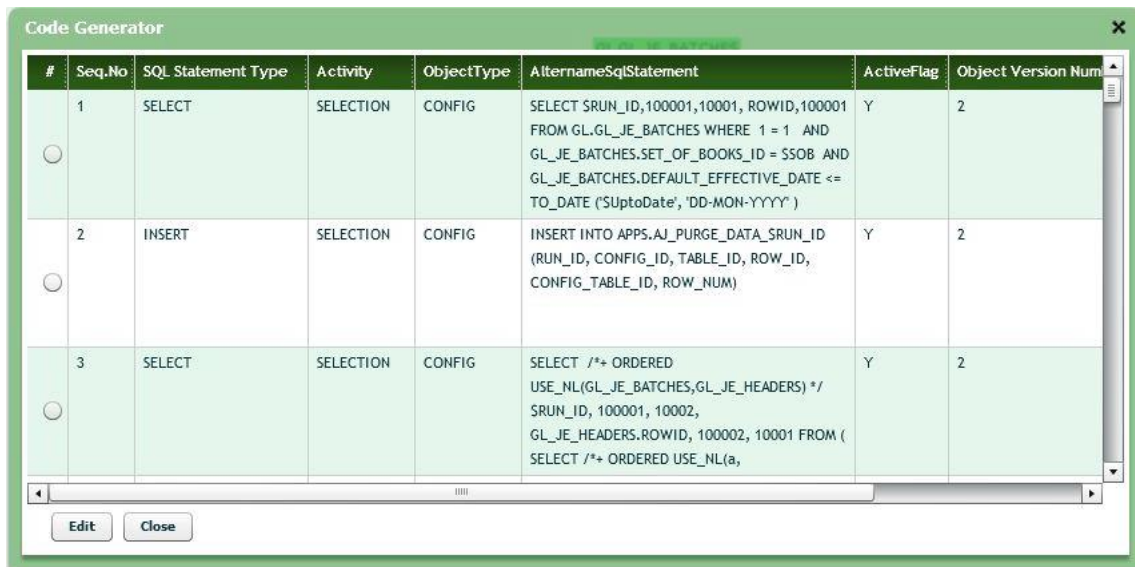 Code Generator
GL.GL_JE_BATCHES
# Seq.No SQL Statement Type Activity ObjectType AlternameSqlStatement ActiveFlag Object Version Num
1 SELECT SELECTION CONFIG SELECT $RUN_ID,100001,10001, ROWID,100001 Y 2
FROM GL.GL_JE_BATCHES WHERE 1 = 1 AND
GL_JE_BATCHES.SET_OF_BOOKS_ID = $SOB AND
GL_JE_BATCHES.DEFAULT_EFFECTIVE_DATE <=
TO_DATE ('$UptoDate', 'DD-MON-YYYY' )
2 INSERT SELECTION CONFIG INSERT INTO APPS.AJ_PURGE_DATA_$RUN_ID Y 2
(RUN_ID, CONFIG_ID, TABLE_ID, ROW_ID,
CONFIG_TABLE_ID, ROW_NUM)
3 SELECT SELECTION CONFIG SELECT /*+ ORDERED Y 2
USE_NL(GL_JE_BATCHES,GL_JE_HEADERS) */
$RUN_ID, 100001, 10002,
GL_JE_HEADERS.ROWID, 100002, 10001 FROM (
SELECT /*+ ORDERED USE_NL(a,
Edit Close